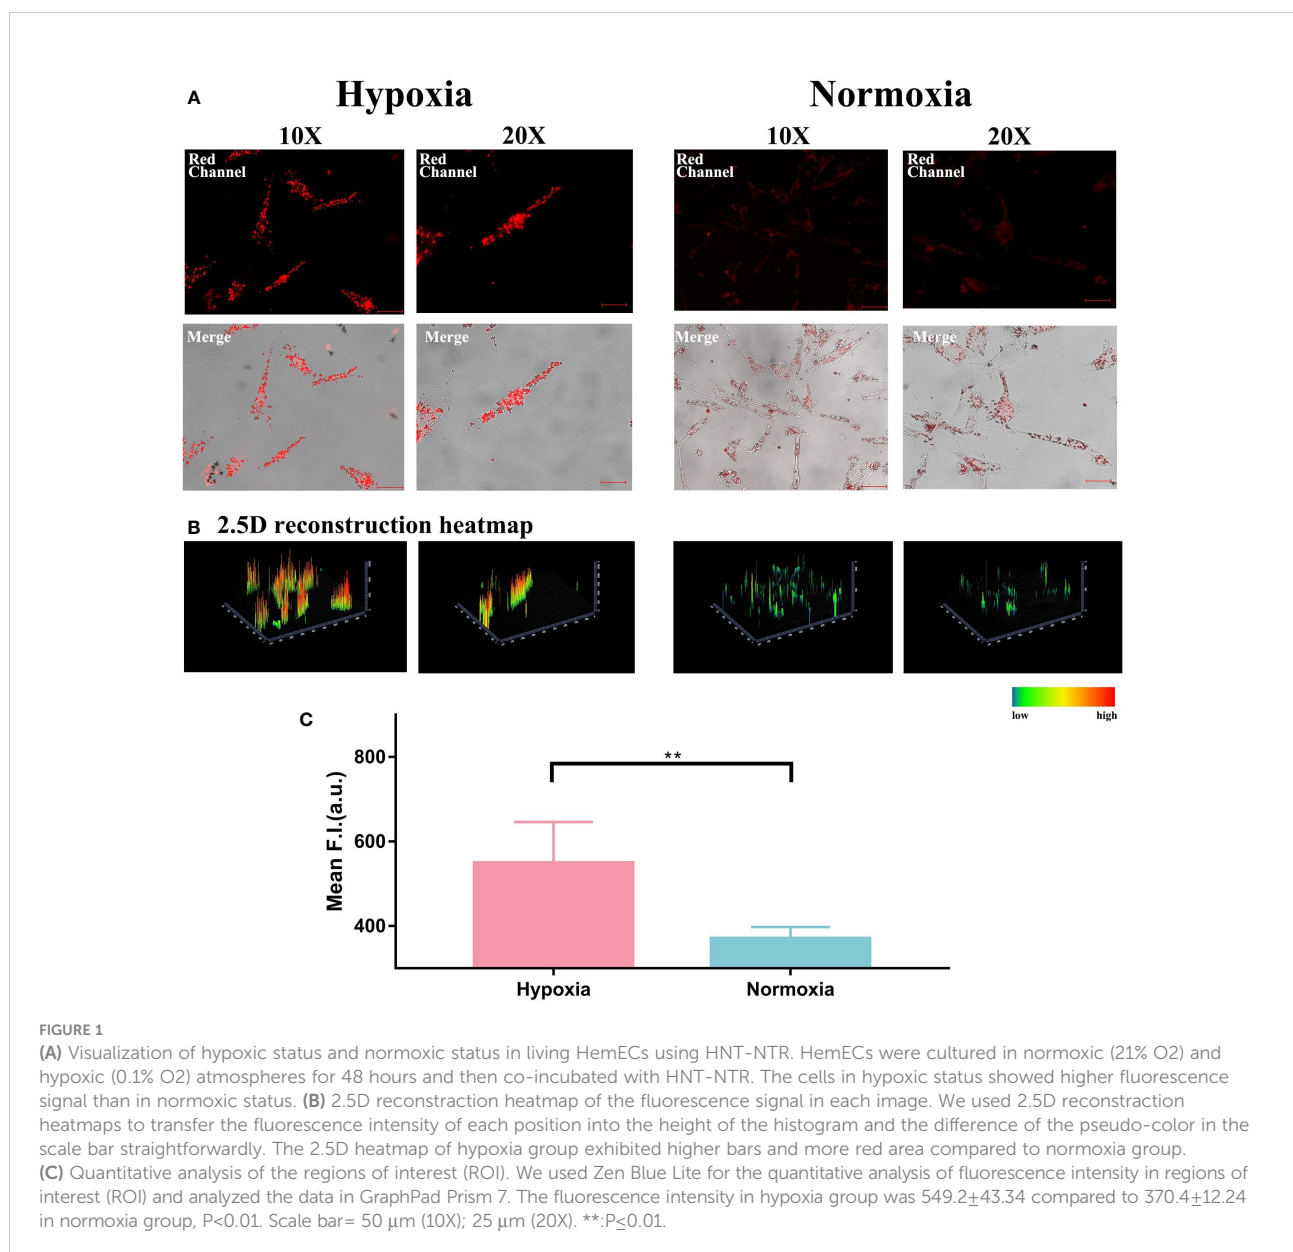 A
Hypoxia
Normoxia
10X
20X
10X
20X
Red
Channel
Red
Channel
Red
Channel
Red
Channel
Merge
Merge
Merge
Merge
B 2.5D reconstruction heatmap
low
high
C
**
800
600
400
Mean F.I.(a.u.)
Hypoxia
Normoxia
FIGURE 1
(A) Visualization of hypoxic status and normoxic status in living HemECs using HNT-NTR. HemECs were cultured in normoxic (21% O2) and
hypoxic (0.1% O2) atmospheres for 48 hours and then co-incubated with HNT-NTR. The cells in hypoxic status showed higher fluorescence
signal than in normoxic status. (B) 2.5D reconstraction heatmap of the fluorescence signal in each image. We used 2.5D reconstraction
heatmaps to transfer the fluorescence intensity of each position into the height of the histogram and the difference of the pseudo-color in the
scale bar straightforwardly. The 2.5D heatmap of hypoxia group exhibited higher bars and more red area compared to normoxia group.
(C) Quantitative analysis of the regions of interest (ROI). We used Zen Blue Lite for the quantitative analysis of fluorescence intensity in regions of
interest (ROI) and analyzed the data in GraphPad Prism 7. The fluorescence intensity in hypoxia group was 549.2±43.34 compared to 370.4±12.24
in normoxia group, P<0.01. Scale bar= 50 μm (10X); 25 μm (20X). **:P≤0.01.